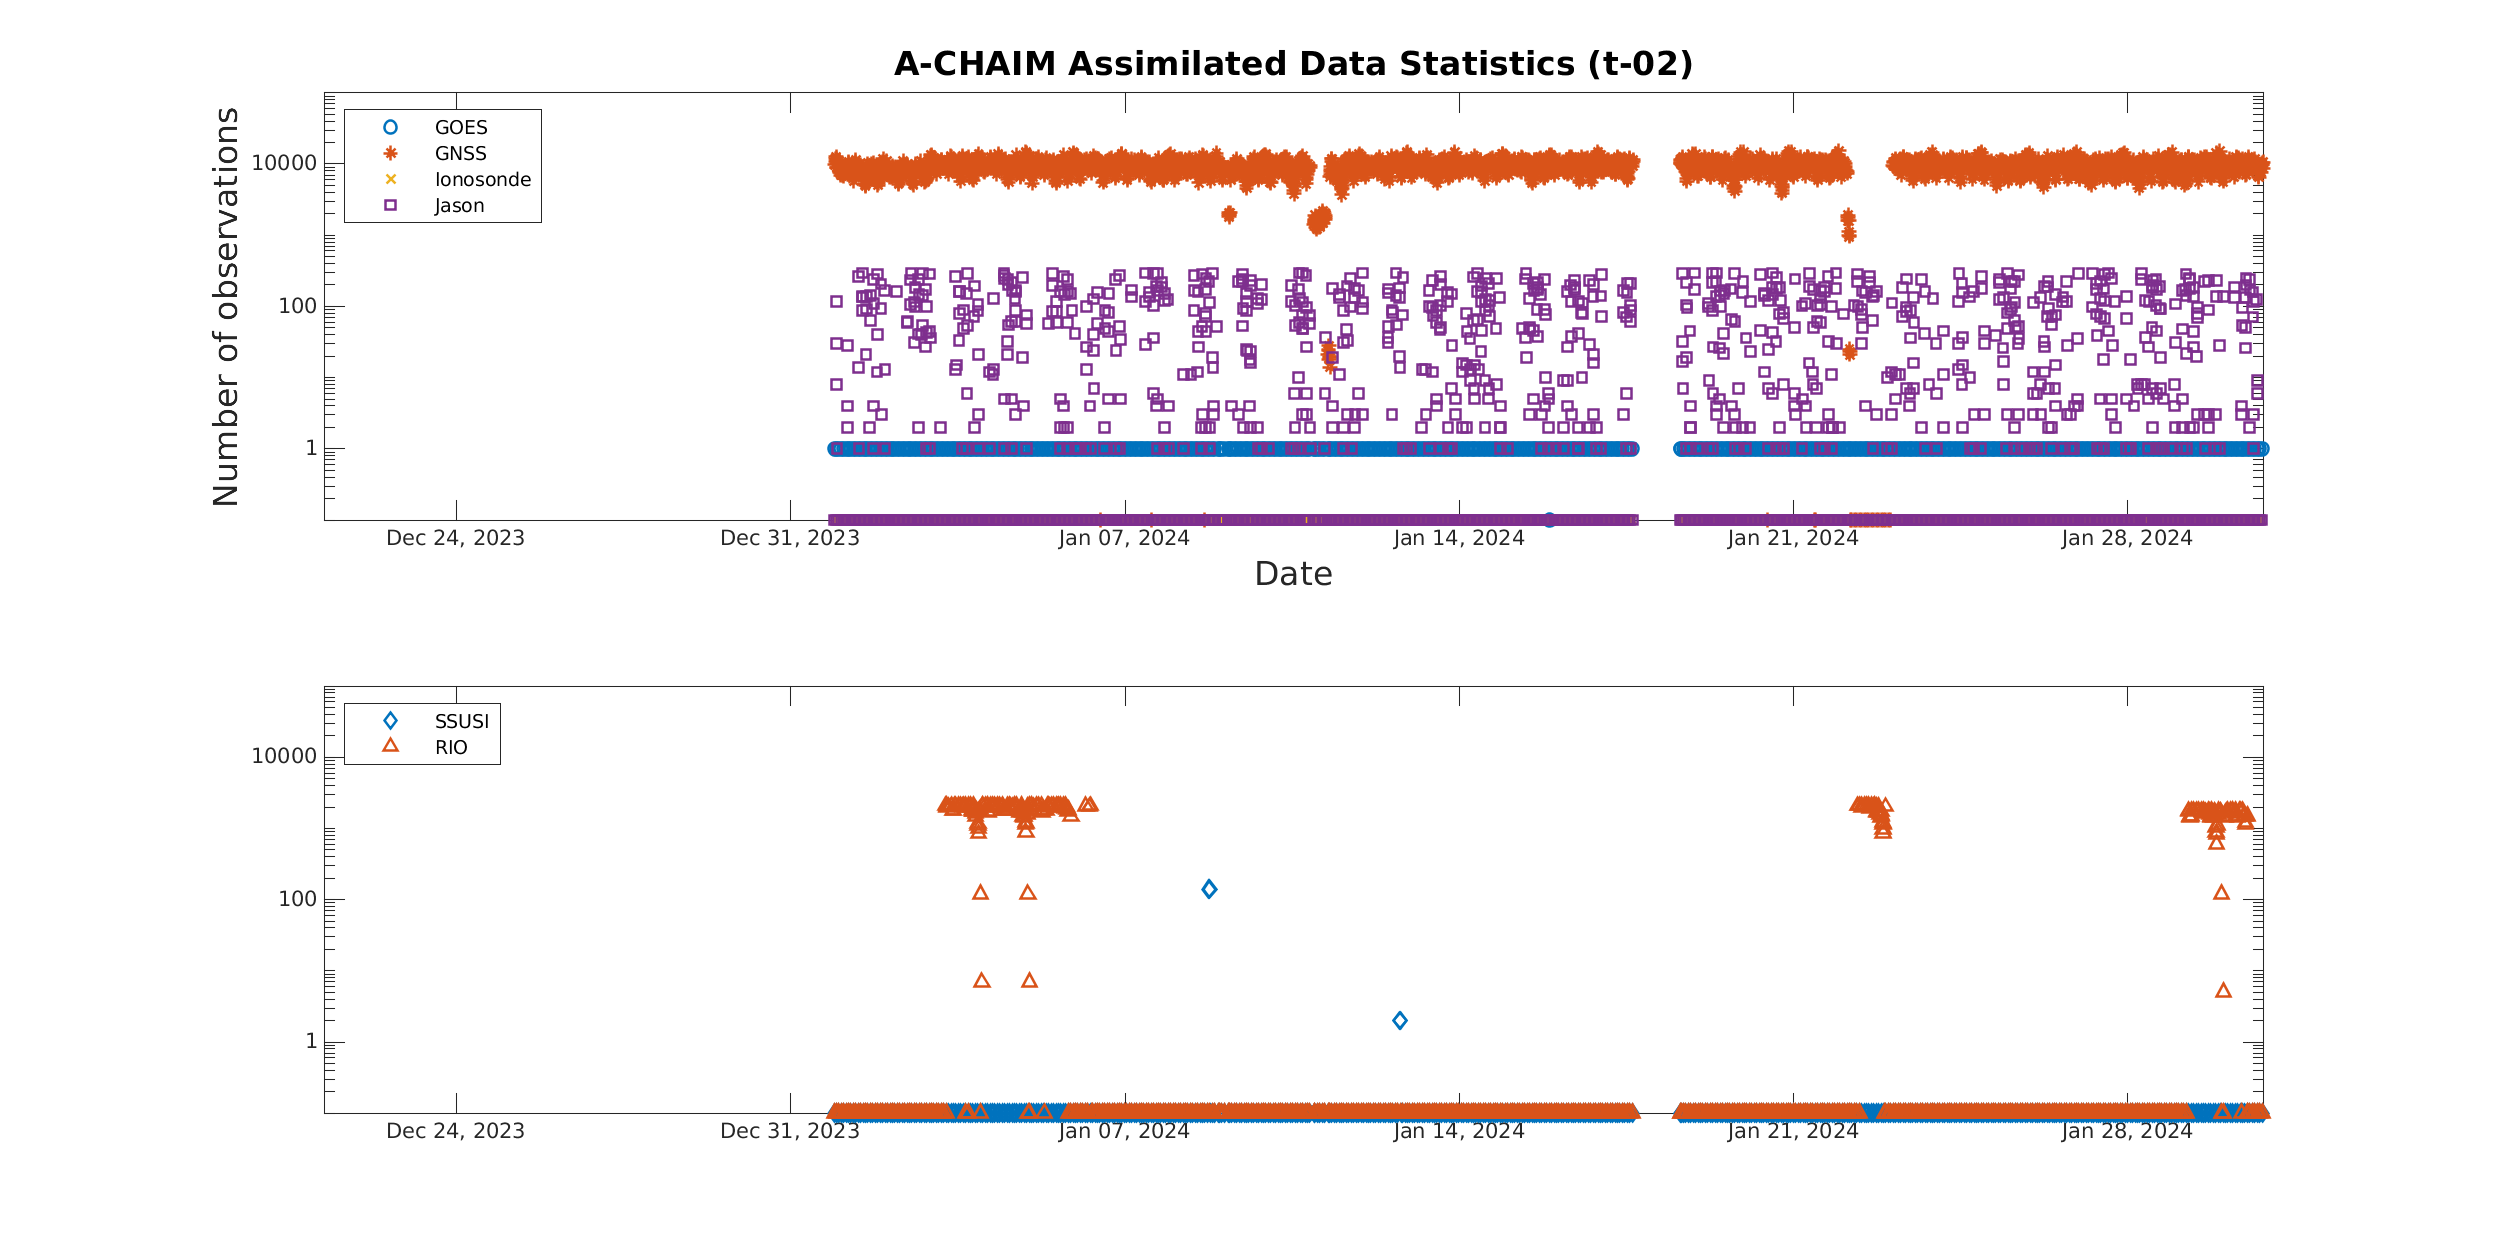 A-CHAIM Assimilated Data Statistics (t-02)
Number of observations
GOES
GNSS
Ionosonde
Jason
10000
100
1
Dec 24, 2023 Dec 31, 2023 Jan 07, 2024 Jan 14, 2024 Jan 21, 2024 Jan 28, 2024
Date
SSUSI
RIO
10000
100
1
Dec 24, 2023 Dec 31, 2023 Jan 07, 2024 Jan 14, 2024 Jan 21, 2024 Jan 28, 2024